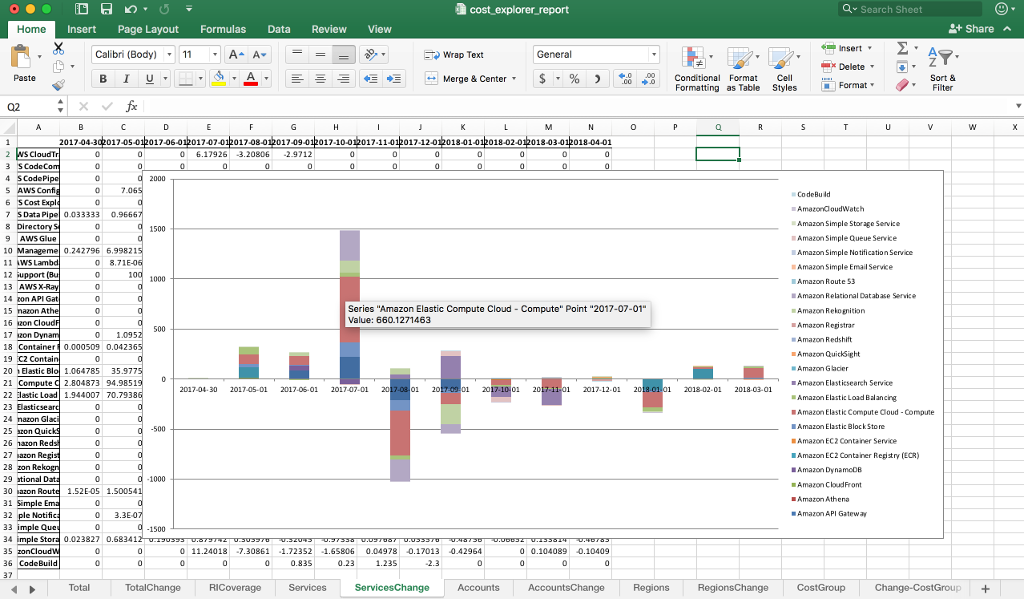 cost_explorer_report
Search Sheet
Home Insert Page Layout Formulas Data Review View Share
Paste
Calibri (Body) 11 A A
B I U A
Wrap Text
Merge & Center
General
$ % )
Conditional Formatting
Format as Table
Cell Styles
Insert
Delete
Format
Sort & Filter
Q2 fx
A B C D E F G H I J K L M N O P Q R S T U V W X
1 2017-04-30 2017-05-01 2017-06-01 2017-07-01 2017-08-01 2017-09-01 2017-10-01 2017-11-01 2017-12-01 2018-01-01 2018-02-01 2018-03-01 2018-04-01
2 WS CloudTr 0 0 0 6.17926 -3.20806 -2.9712 0 0 0 0 0 0 0
3 S CodeCom 0 0 0 0 0 0 0 0 0 0 0 0 0
4 S CodePipe 0 0
5 AWS Config 0 7.065
6 S Cost Explo 0 0
7 S Data Pipe 0.033333 0.96667
8 Directory S 0 0
9 AWS Glue 0 0
10 Manageme 0.242796 6.998215
11 WS Lambd 0 8.71E-06
12 upport (Bu 0 100
13 AWS X-Ray 0 0
14 zon API Gat 0 0
15 mazon Athe 0 0
16 zon CloudF 0 0
17 zon Dynam 0 1.0952
18 Container 0.000509 0.042365
19 C2 Contain 0 0
20 Elastic Blo 1.064785 35.9775
21 Compute C 2.804873 94.98519
22 lastic Load 1.944007 70.79386
23 Elasticsearc 0 0
24 mazon Glaci 0 0
25 zon QuickS 0 0
26 mazon Reds 0 0
27 zon Regist 0 0
28 zon Rekogn 0 0
29 ational Data 0 0
30 azon Route 1.52E-05 1.500541
31 Simple Ema 0 0
32 ple Notific 0 3.3E-07
33 imple Queu 0 0
34 imple Stora 0.023827 0.683412
35 zonCloudW 0 0 0 11.24018 -7.30861 -1.72352 -1.65806 0.04978 -0.17013 -0.42964 0 0.104089 -0.10409
36 CodeBuild 0 0 0 0 0 0.835 0.23 1.235 -2.3 0 0 0 0
37
2000
1500
1000
500
0
-500
-1000
-1500
2017-04-30 2017-05-01 2017-06-01 2017-07-01 2017-08-01 2017-09-01 2017-10-01 2017-11-01 2017-12-01 2018-01-01 2018-02-01 2018-03-01
Series "Amazon Elastic Compute Cloud - Compute" Point "2017-07-01"
Value: 660.1271463
CodeBuild
AmazonCloudWatch
Amazon Simple Storage Service
Amazon Simple Queue Service
Amazon Simple Notification Service
Amazon Simple Email Service
Amazon Route 53
Amazon Relational Database Service
Amazon Rekognition
Amazon Registrar
Amazon Redshift
Amazon QuickSight
Amazon Glacier
Amazon Elasticsearch Service
Amazon Elastic Load Balancing
Amazon Elastic Compute Cloud - Compute
Amazon Elastic Block Store
Amazon EC2 Container Service
Amazon EC2 Container Registry (ECR)
Amazon DynamoDB
Amazon CloudFront
Amazon Athena
Amazon API Gateway
Total TotalChange RICoverage Services ServicesChange Accounts AccountsChange Regions RegionsChange CostGroup Change-CostGroup +